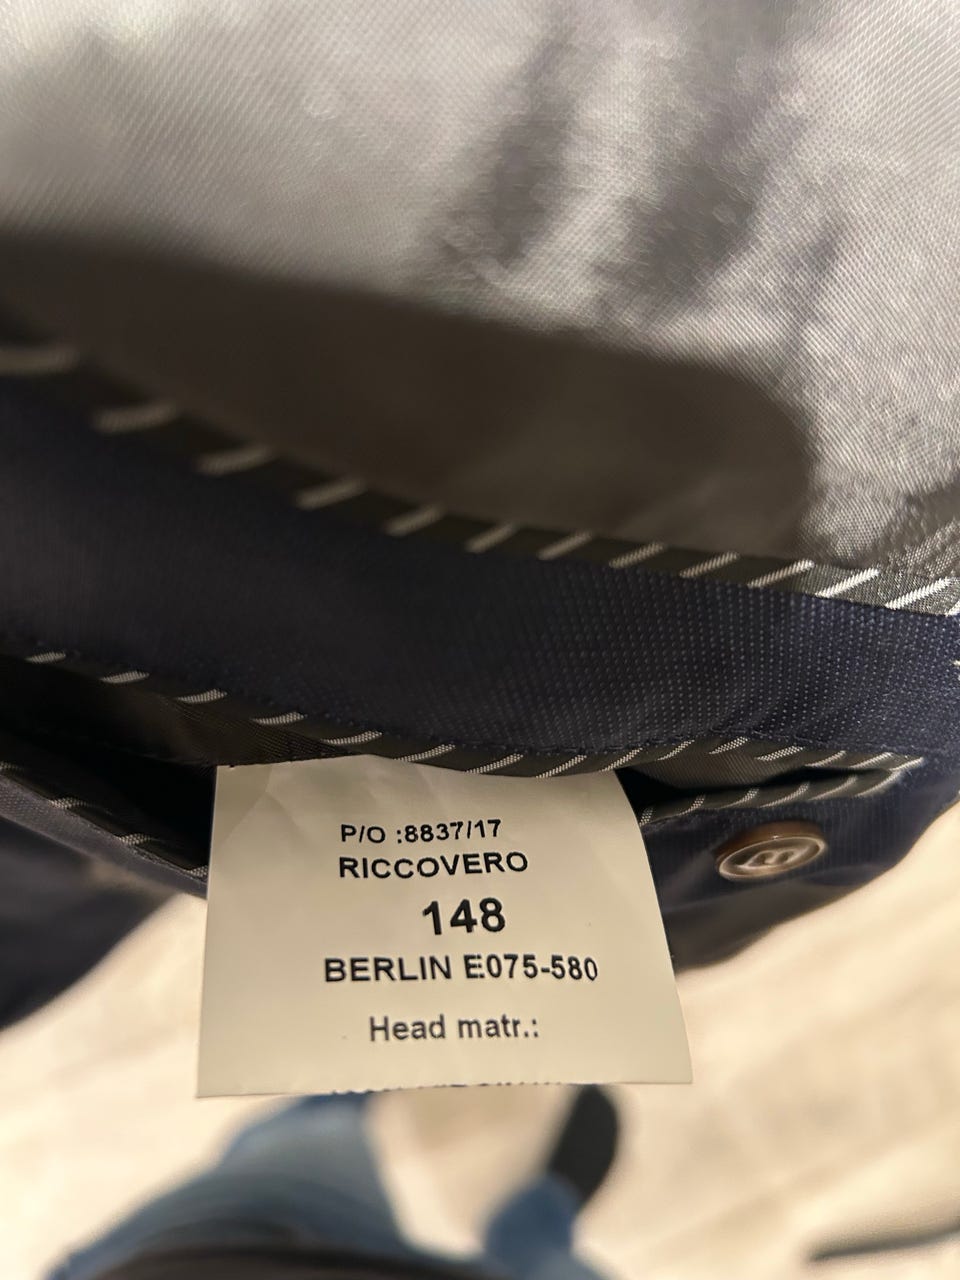 P/O :8837/17
RICCOVERO
148
BERLIN E075-580
Head matr.: